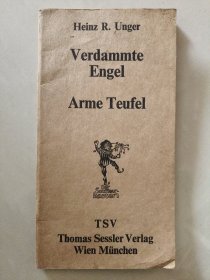 Heinz R. Unger
Verdammte
Engel
Arme Teufel
TSV
Thomas Sessler Verlag
Wien München